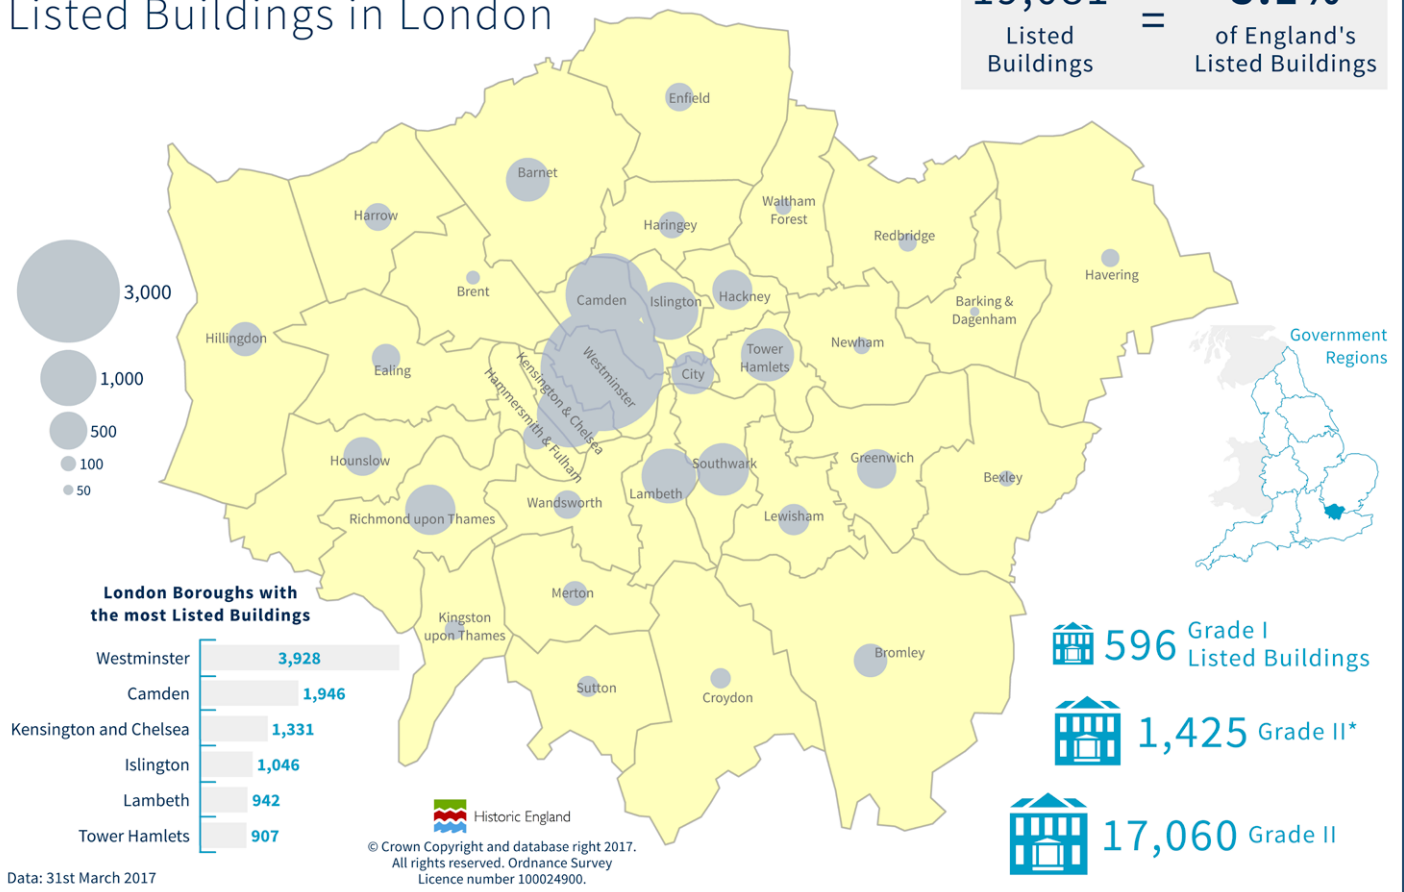 Listed Buildings in London
=
Listed
Buildings
of England's
Listed Buildings
Enfield
Barnet
Harrow
Haringey
Waltham
Forest
Redbridge
Havering
Brent
Camden
Islington
Hackney
Barking &
Dagenham
Hillingdon
Ealing
Westminster
Kensington & Chelsea
Hammersmith & Fulham
City
Tower
Hamlets
Newham
Hounslow
Richmond upon Thames
Wandsworth
Lambeth
Southwark
Lewisham
Greenwich
Bexley
Kingston
upon Thames
Merton
Sutton
Croydon
Bromley
3,000
1,000
500
100
50
Government
Regions
London Boroughs with
the most Listed Buildings
Westminster 3,928
Camden 1,946
Kensington and Chelsea 1,331
Islington 1,046
Lambeth 942
Tower Hamlets 907
Data: 31st March 2017
Historic England
© Crown Copyright and database right 2017.
All rights reserved. Ordnance Survey
Licence number 100024900.
596 Grade I
Listed Buildings
1,425 Grade II*
17,060 Grade II